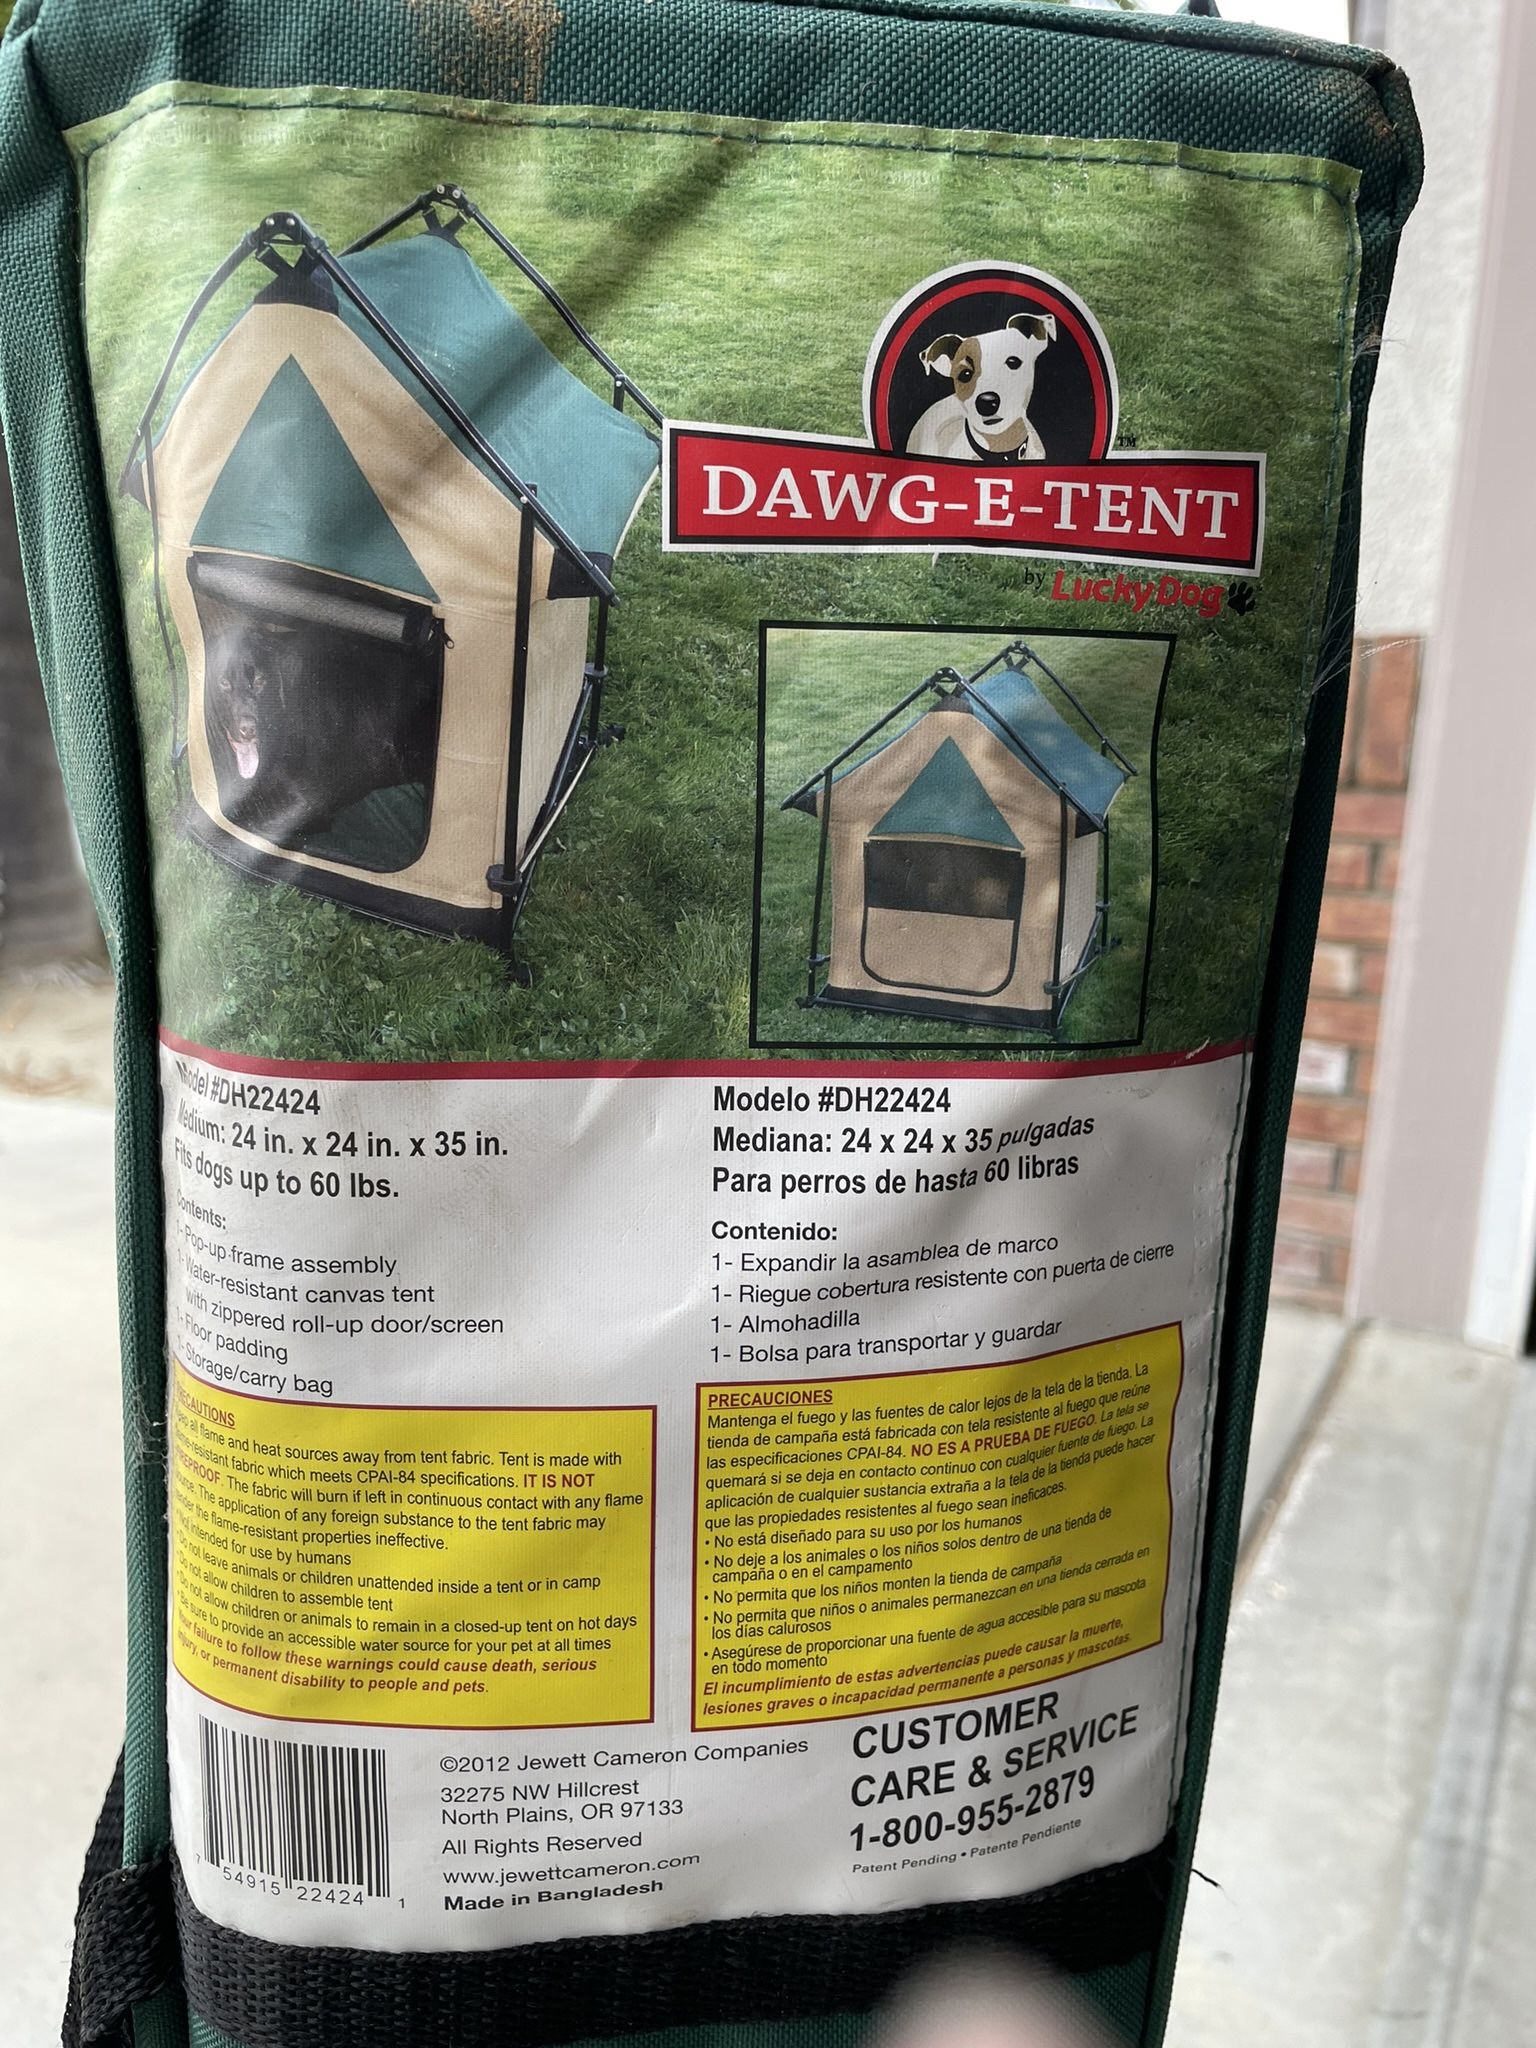 DAWG-E-TENT
TM
by LuckyDog
Model #DH22424
Medium: 24 in. x 24 in. x 35 in.
Fits dogs up to 60 lbs.
Contents:
1- Pop-up frame assembly
1- Water-resistant canvas tent
with zippered roll-up door/screen
1- Floor padding
1- Storage/carry bag
Modelo #DH22424
Mediana: 24 x 24 x 35 pulgadas
Para perros de hasta 60 libras
Contenido:
1- Expandir la asamblea de marco
1- Riegue cobertura resistente con puerta de cierre
1- Almohadilla
1- Bolsa para transportar y guardar
PRECAUTIONS
Keep all flame and heat sources away from tent fabric. Tent is made with
flame-resistant fabric which meets CPAI-84 specifications. IT IS NOT
FIREPROOF. The fabric will burn if left in continuous contact with any flame
source. The application of any foreign substance to the tent fabric may
render the flame-resistant properties ineffective.
• Not intended for use by humans
• Do not leave animals or children unattended inside a tent or in camp
• Do not allow children to assemble tent
• Do not allow children or animals to remain in a closed-up tent on hot days
• Be sure to provide an accessible water source for your pet at all times
Your failure to follow these warnings could cause death, serious
injury, or permanent disability to people and pets.
PRECAUCIONES
Mantenga el fuego y las fuentes de calor lejos de la tela de la tienda. La
tienda de campaña está fabricada con tela resistente al fuego que reúne
las especificaciones CPAI-84. NO ES A PRUEBA DE FUEGO. La tela se
quemará si se deja en contacto continuo con cualquier fuente de fuego. La
aplicación de cualquier sustancia extraña a la tela de la tienda puede hacer
que las propiedades resistentes al fuego sean ineficaces.
• No está diseñado para su uso por los humanos
• No deje a los animales o los niños solos dentro de una tienda de
campaña o en el campamento
• No permita que los niños monten la tienda de campaña
• No permita que niños o animales permanezcan en una tienda cerrada en
los días calurosos
• Asegúrese de proporcionar una fuente de agua accesible para su mascota
en todo momento
El incumplimiento de estas advertencias puede causar la muerte,
lesiones graves o incapacidad permanente a personas y mascotas.
7 54915 22424 1
©2012 Jewett Cameron Companies
32275 NW Hillcrest
North Plains, OR 97133
All Rights Reserved
www.jewettcameron.com
Made in Bangladesh
CUSTOMER
CARE & SERVICE
1-800-955-2879
Patent Pending • Patente Pendiente